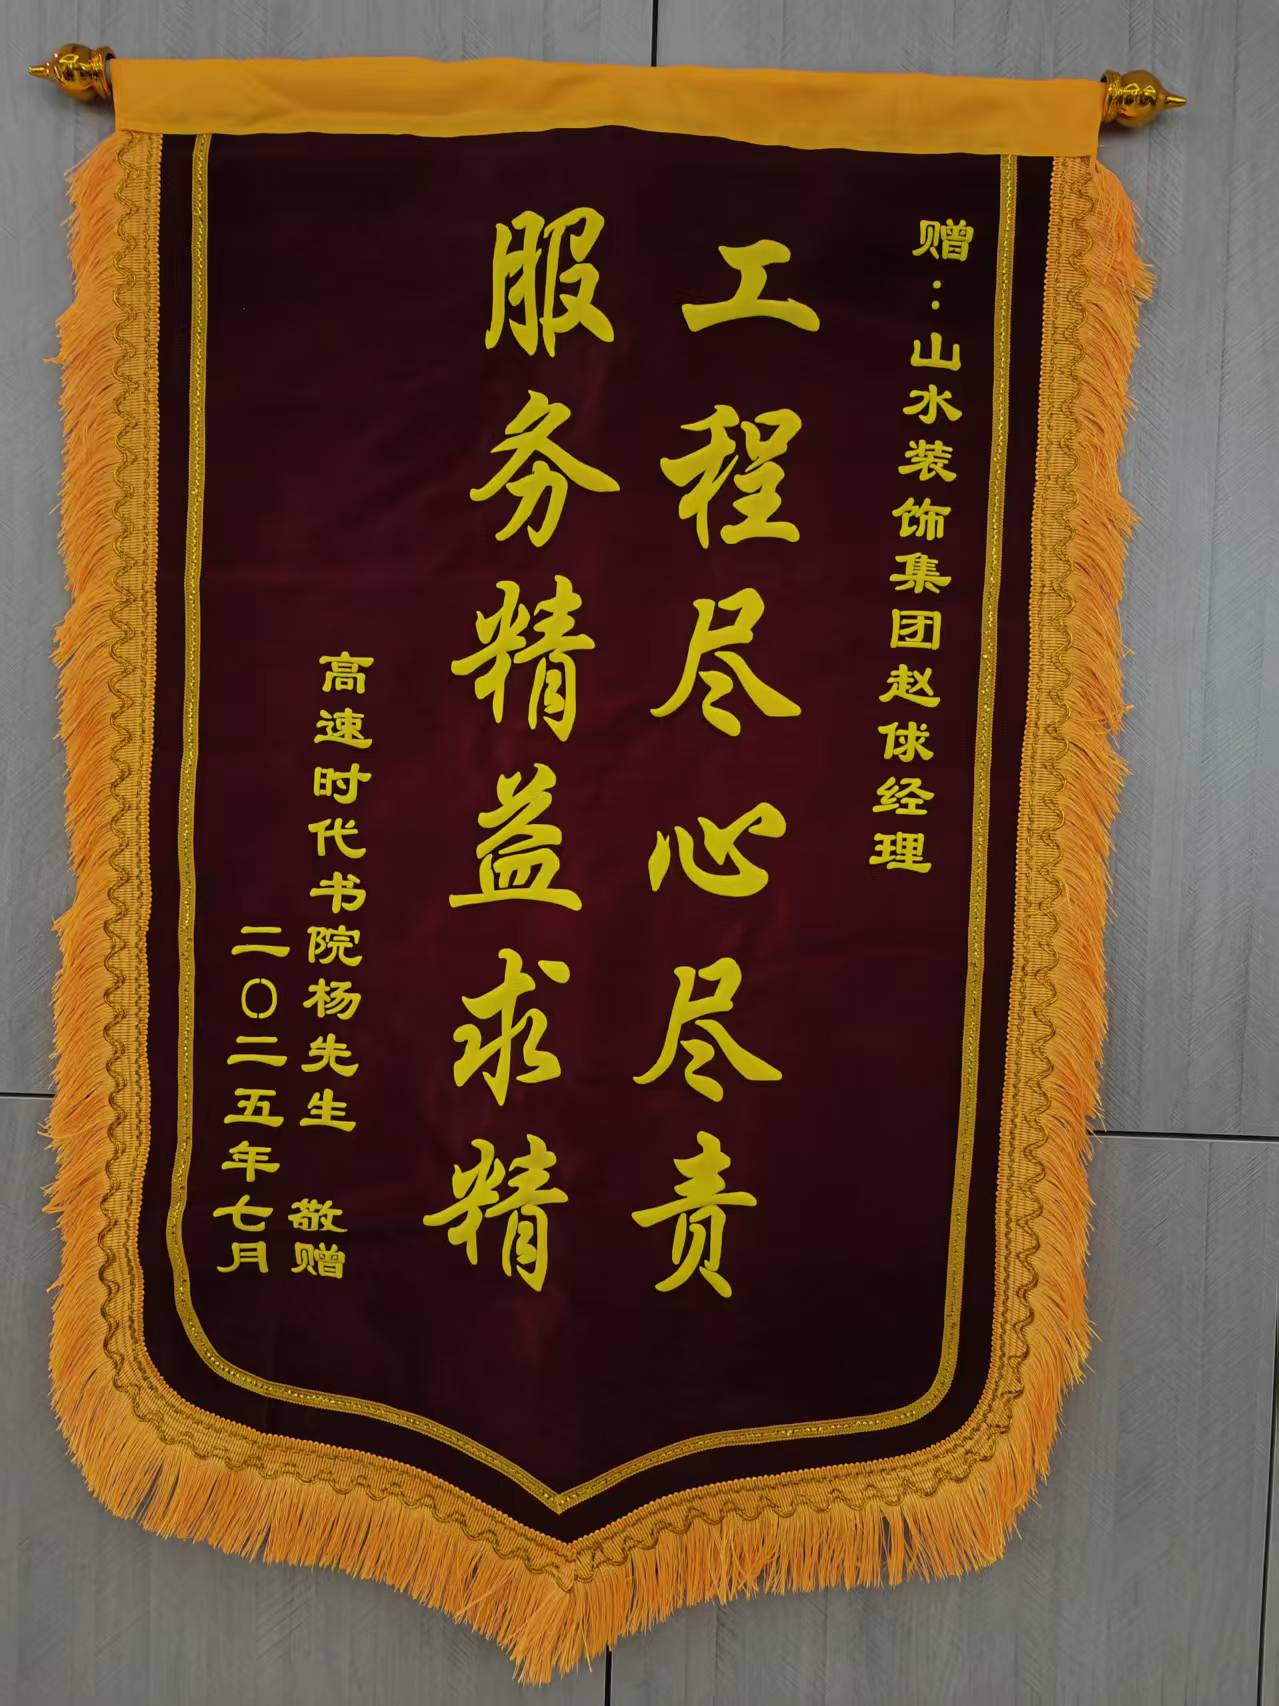 赠：山水装饰集团赵俅经理
工程尽心尽责
服务精益求精
高速时代书院杨先生 敬赠
二〇二五年七月